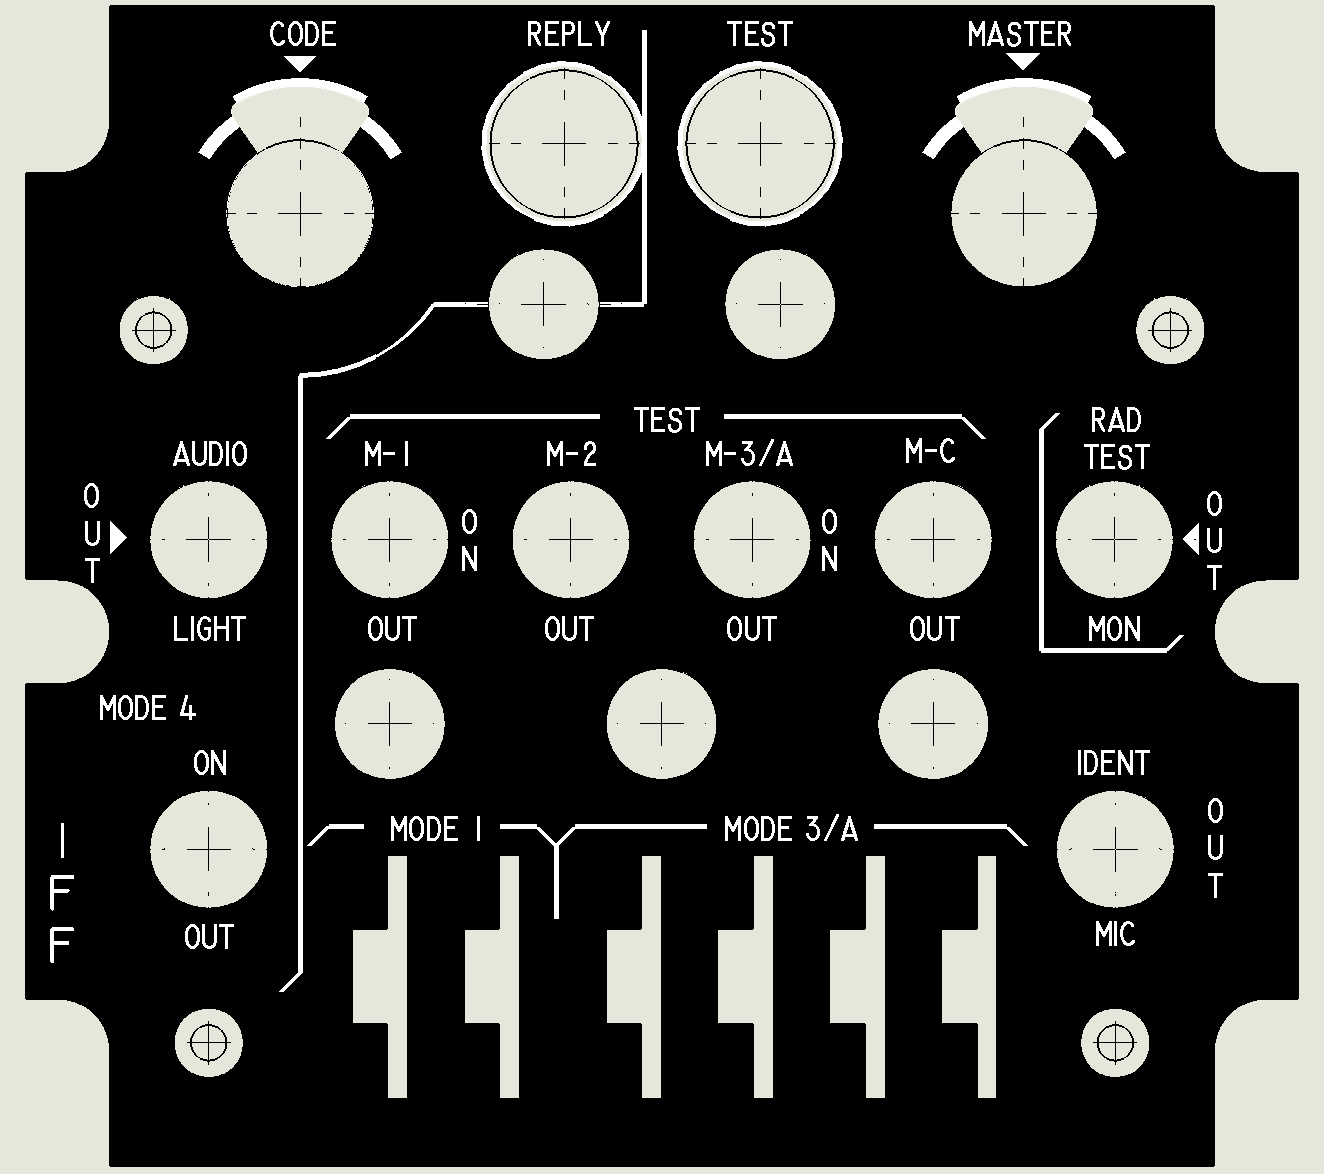 CODE
REPLY
TEST
MASTER
TEST
RAD
TEST
AUDIO
M-1
M-2
M-3/A
M-C
OUT
ON
ON
OUT
LIGHT
OUT
OUT
OUT
OUT
MON
MODE 4
ON
IDENT
OUT
IFF
MODE 1
MODE 3/A
OUT
MIC